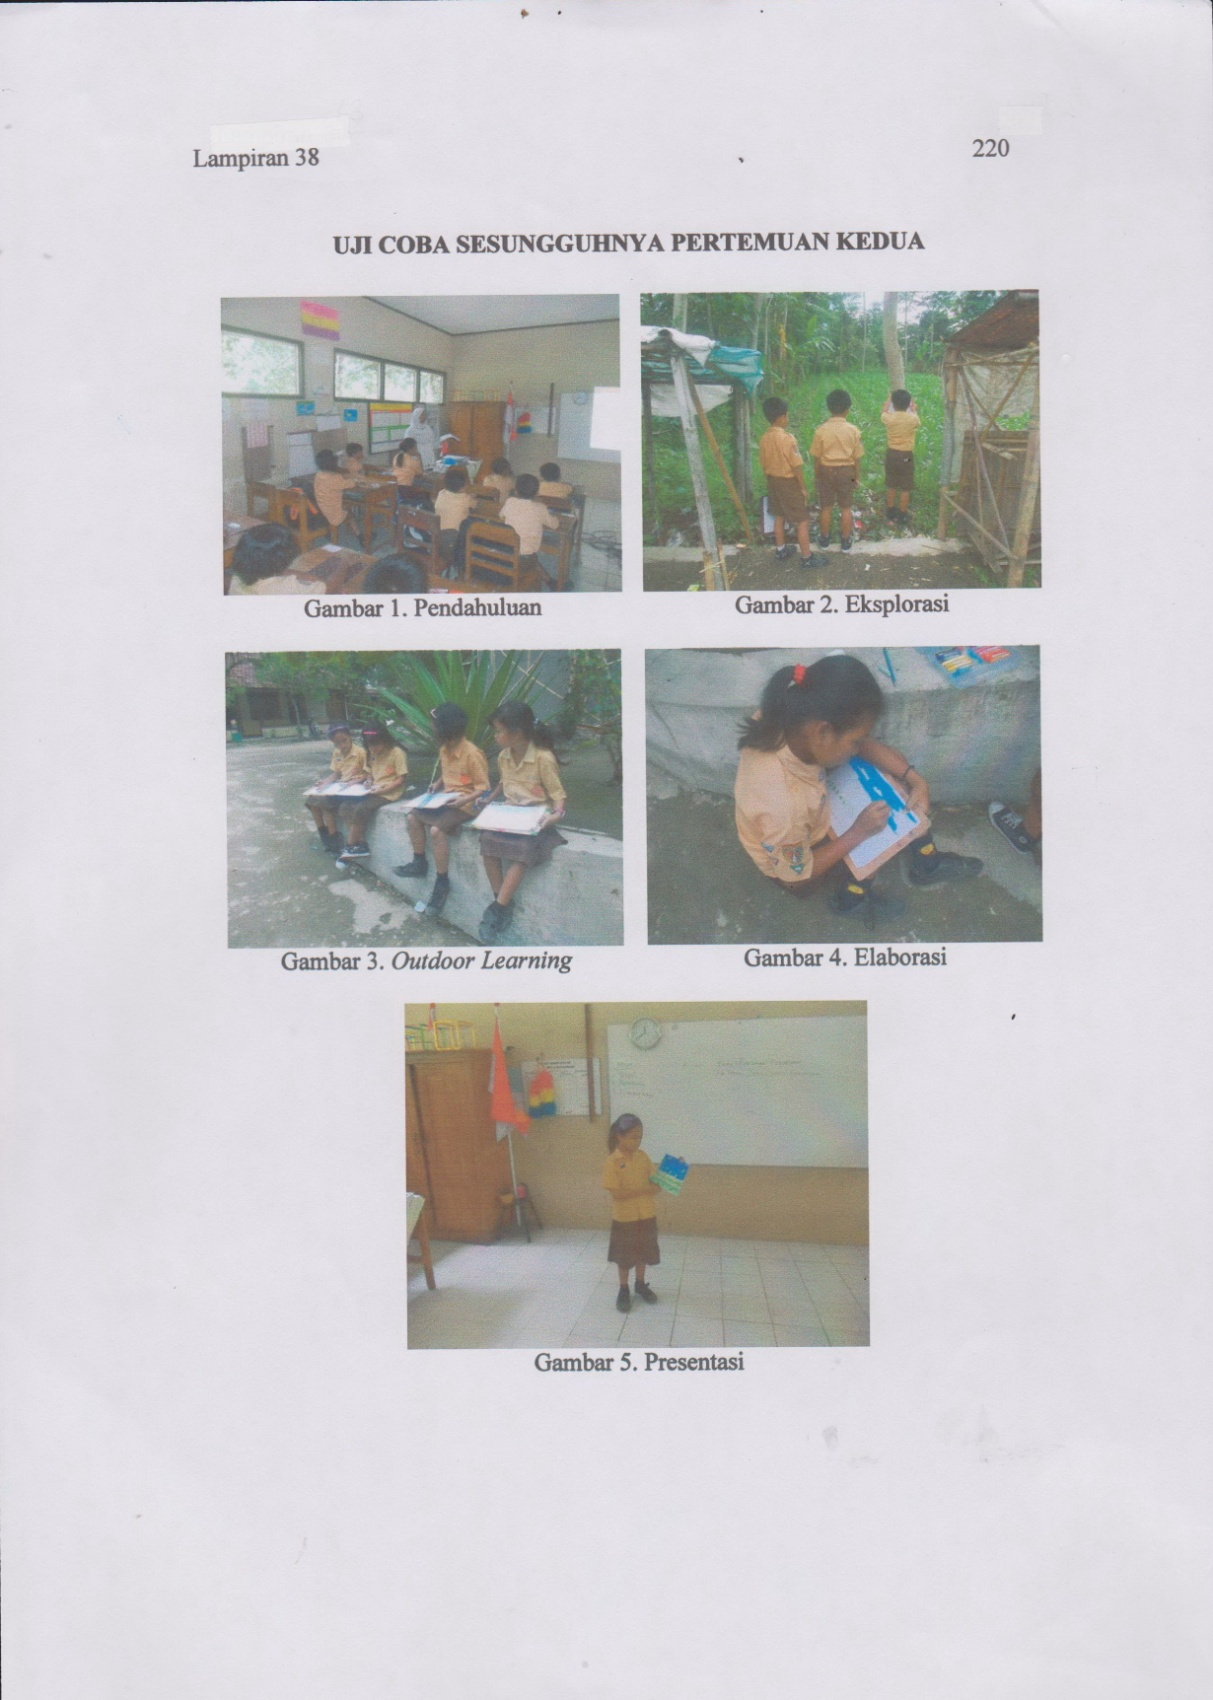 Lampiran 38
220
UJI COBA SESUNGGUHNYA PERTEMUAN KEDUA
Gambar 1. Pendahuluan
Gambar 2. Eksplorasi
Gambar 3. Outdoor Learning
Gambar 4. Elaborasi
Gambar 5. Presentasi